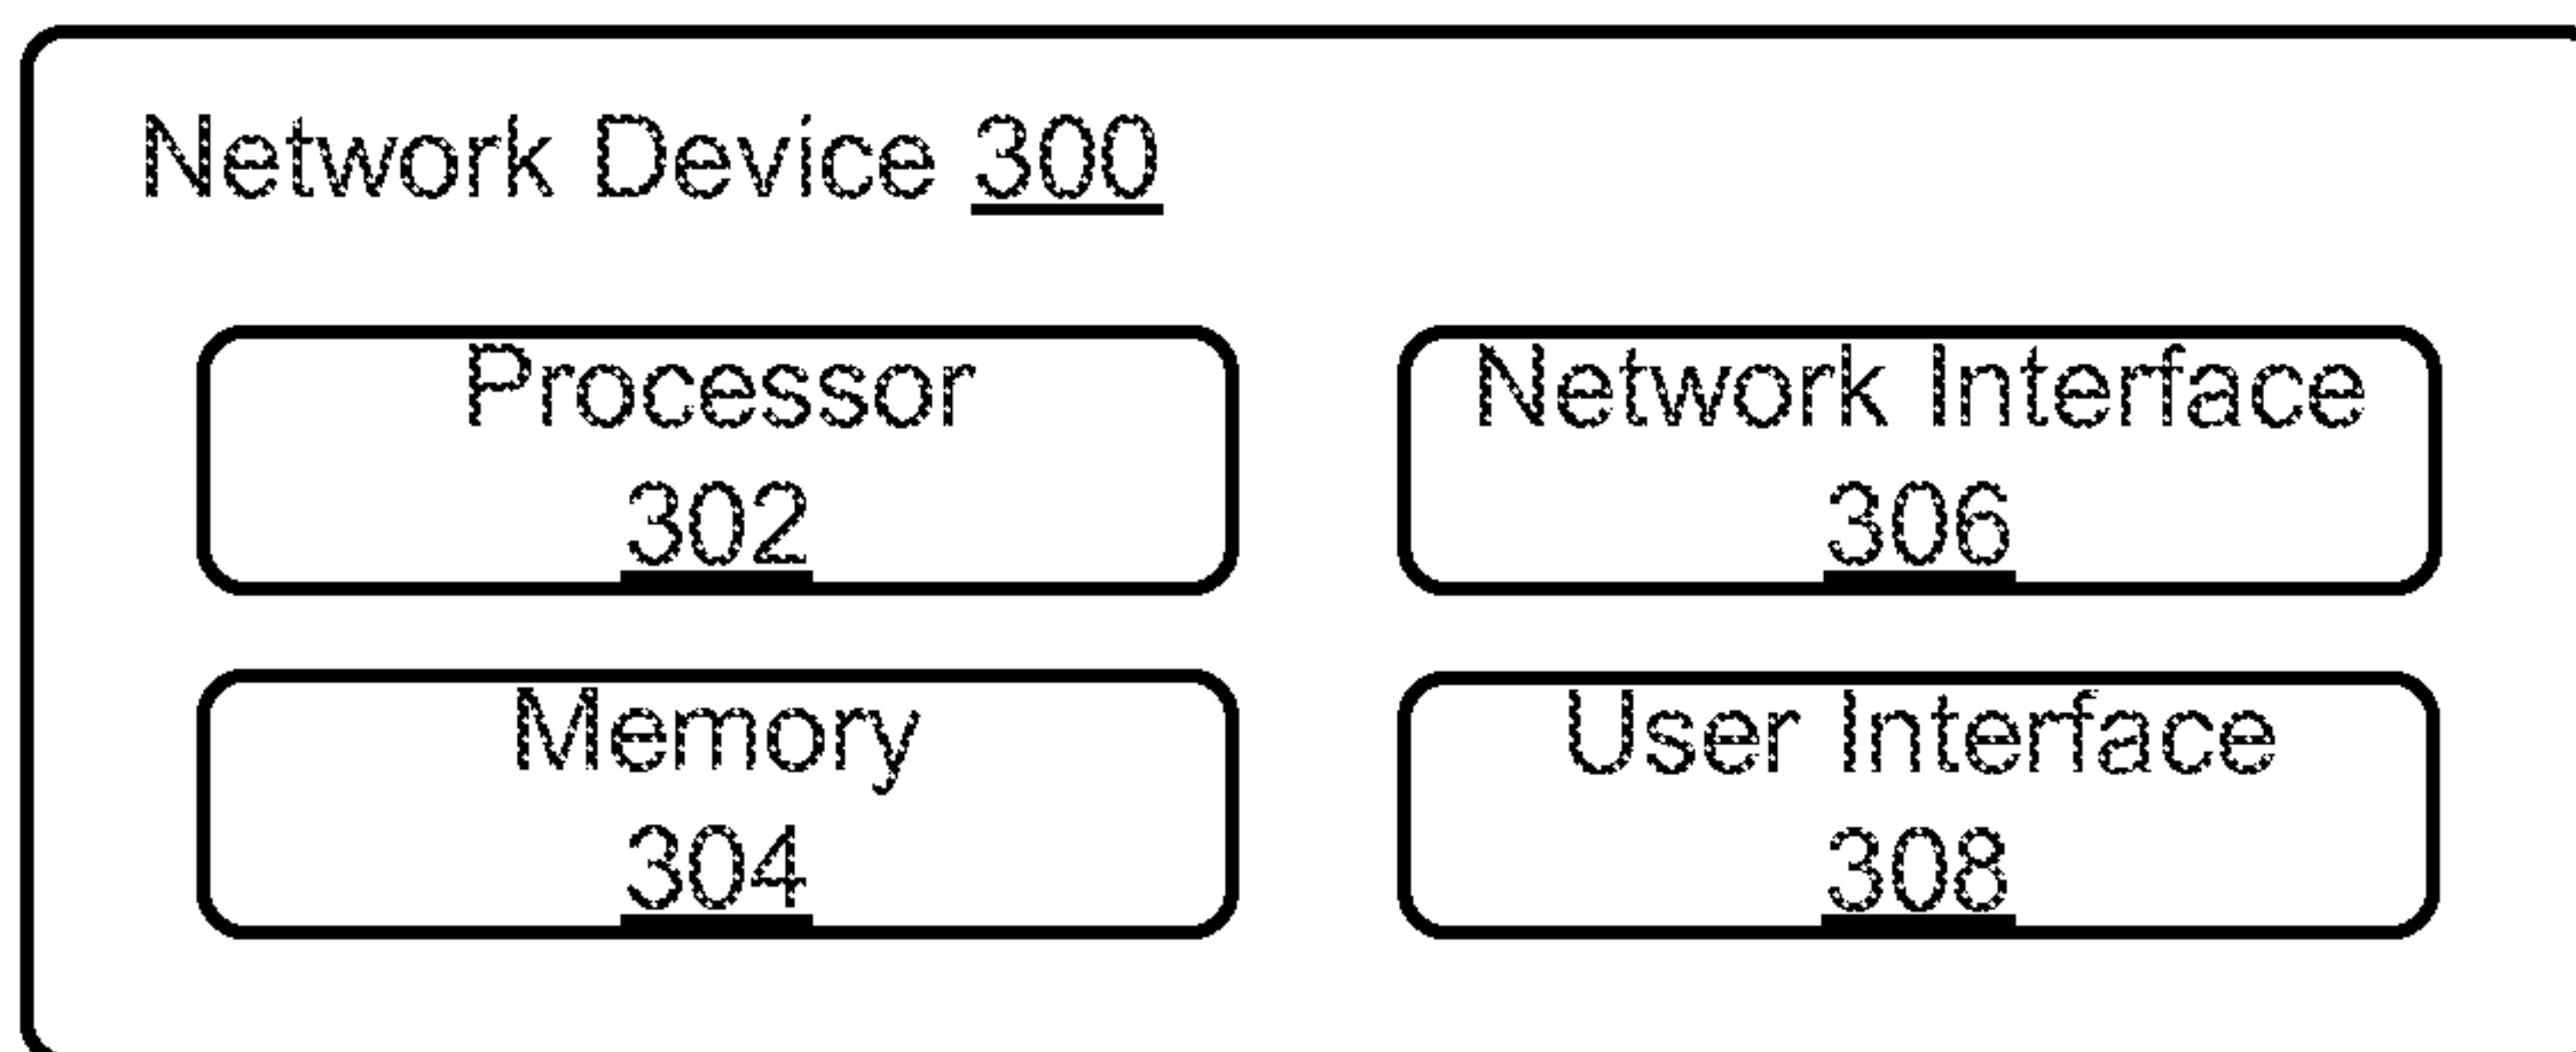 Network Device 300
Processor
302
Network Interface
306
Memory
304
User Interface
308